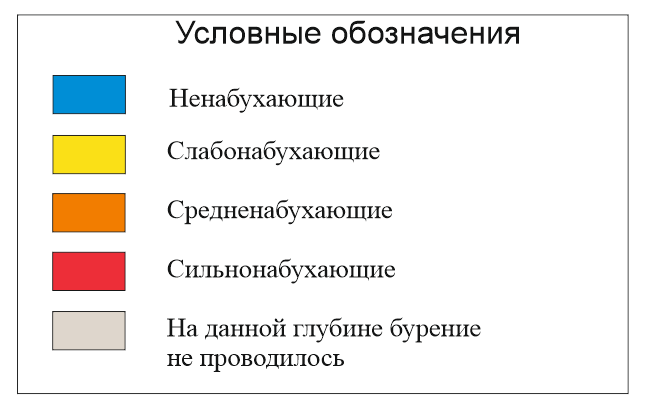 Условные обозначения
Ненабухающие
Слабонабухающие
Средненабухающие
Сильнонабухающие
На данной глубине бурение
не проводилось